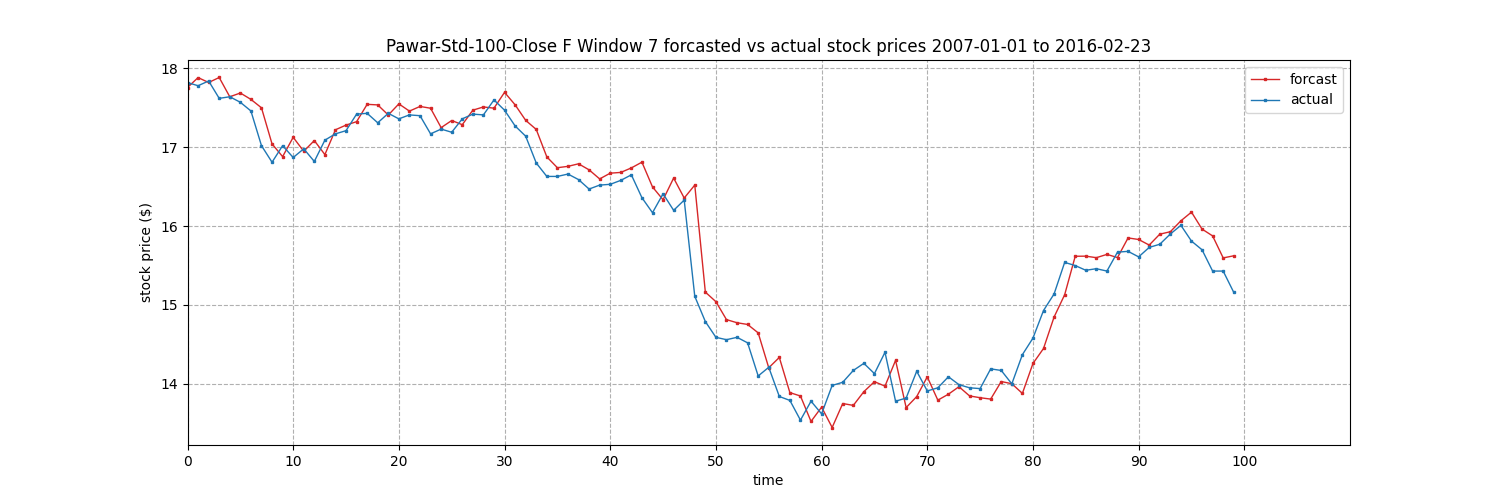 Pawar-Std-100-Close F Window 7 forcasted vs actual stock prices 2007-01-01 to 2016-02-23
forcast
actual
18
17
16
15
14
stock price ($)
0 10 20 30 40 50 60 70 80 90 100
time